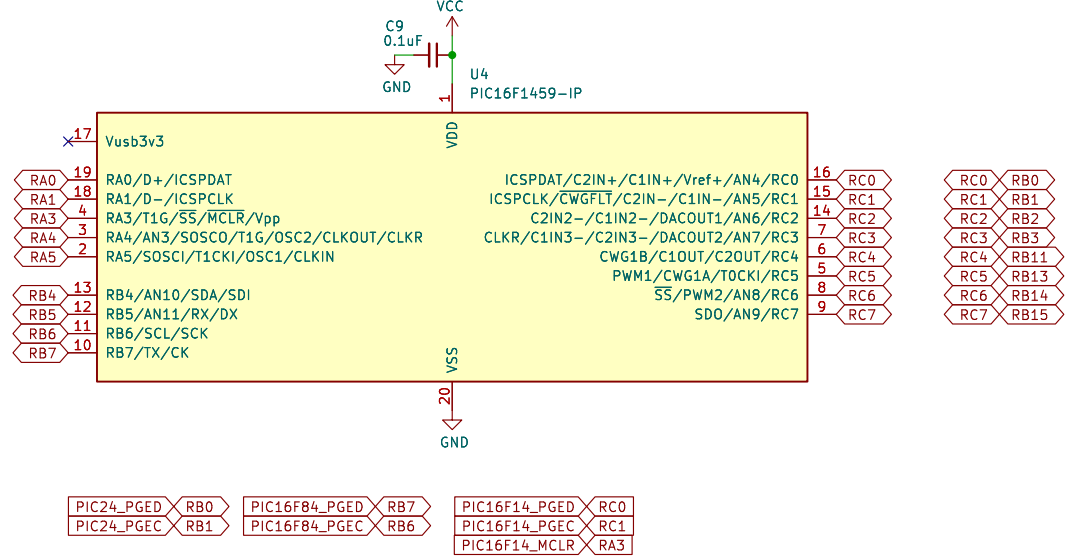 VCC
C9
0.1uF
GND
U4
PIC16F1459-IP
1
VDD
17 Vusb3v3
RA0 19 RA0/D+/ICSPDAT
RA1 18 RA1/D-/ICSPCLK
RA3 4 RA3/T1G/SS/MCLR/Vpp
RA4 3 RA4/AN3/SOSCO/T1G/OSC2/CLKOUT/CLKR
RA5 2 RA5/SOSCI/T1CKI/OSC1/CLKIN
RB4 13 RB4/AN10/SDA/SDI
RB5 12 RB5/AN11/RX/DX
RB6 11 RB6/SCL/SCK
RB7 10 RB7/TX/CK
ICSPDAT/C2IN+/C1IN+/Vref+/AN4/RC0 16 RC0
ICSPCLK/CWGFLT/C2IN-/C1IN-/AN5/RC1 15 RC1
C2IN2-/C1IN2-/DACOUT1/AN6/RC2 14 RC2
CLKR/C1IN3-/C2IN3-/DACOUT2/AN7/RC3 7 RC3
CWG1B/C1OUT/C2OUT/RC4 6 RC4
PWM1/CWG1A/T0CKI/RC5 5 RC5
SS/PWM2/AN8/RC6 8 RC6
SDO/AN9/RC7 9 RC7
RC0 RB0
RC1 RB1
RC2 RB2
RC3 RB3
RC4 RB11
RC5 RB13
RC6 RB14
RC7 RB15
VSS
20
GND
PIC24_PGED RB0
PIC24_PGEC RB1
PIC16F84_PGED RB7
PIC16F84_PGEC RB6
PIC16F14_PGED RC0
PIC16F14_PGEC RC1
PIC16F14_MCLR RA3